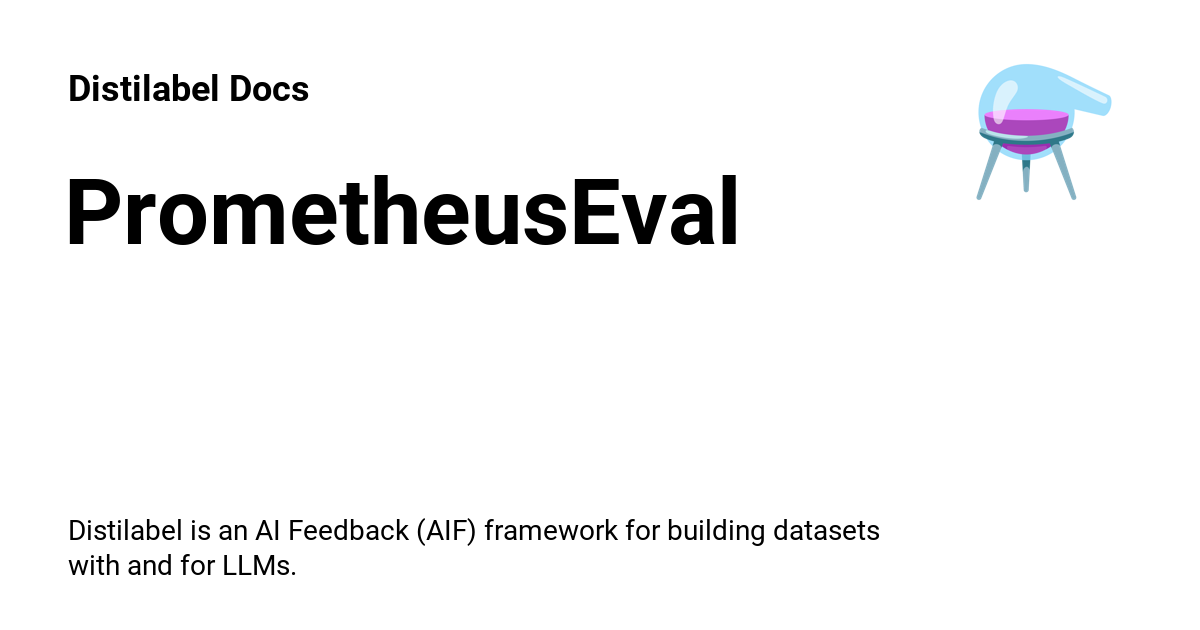 Distilabel Docs
PrometheusEval
Distilabel is an AI Feedback (AIF) framework for building datasets
with and for LLMs.